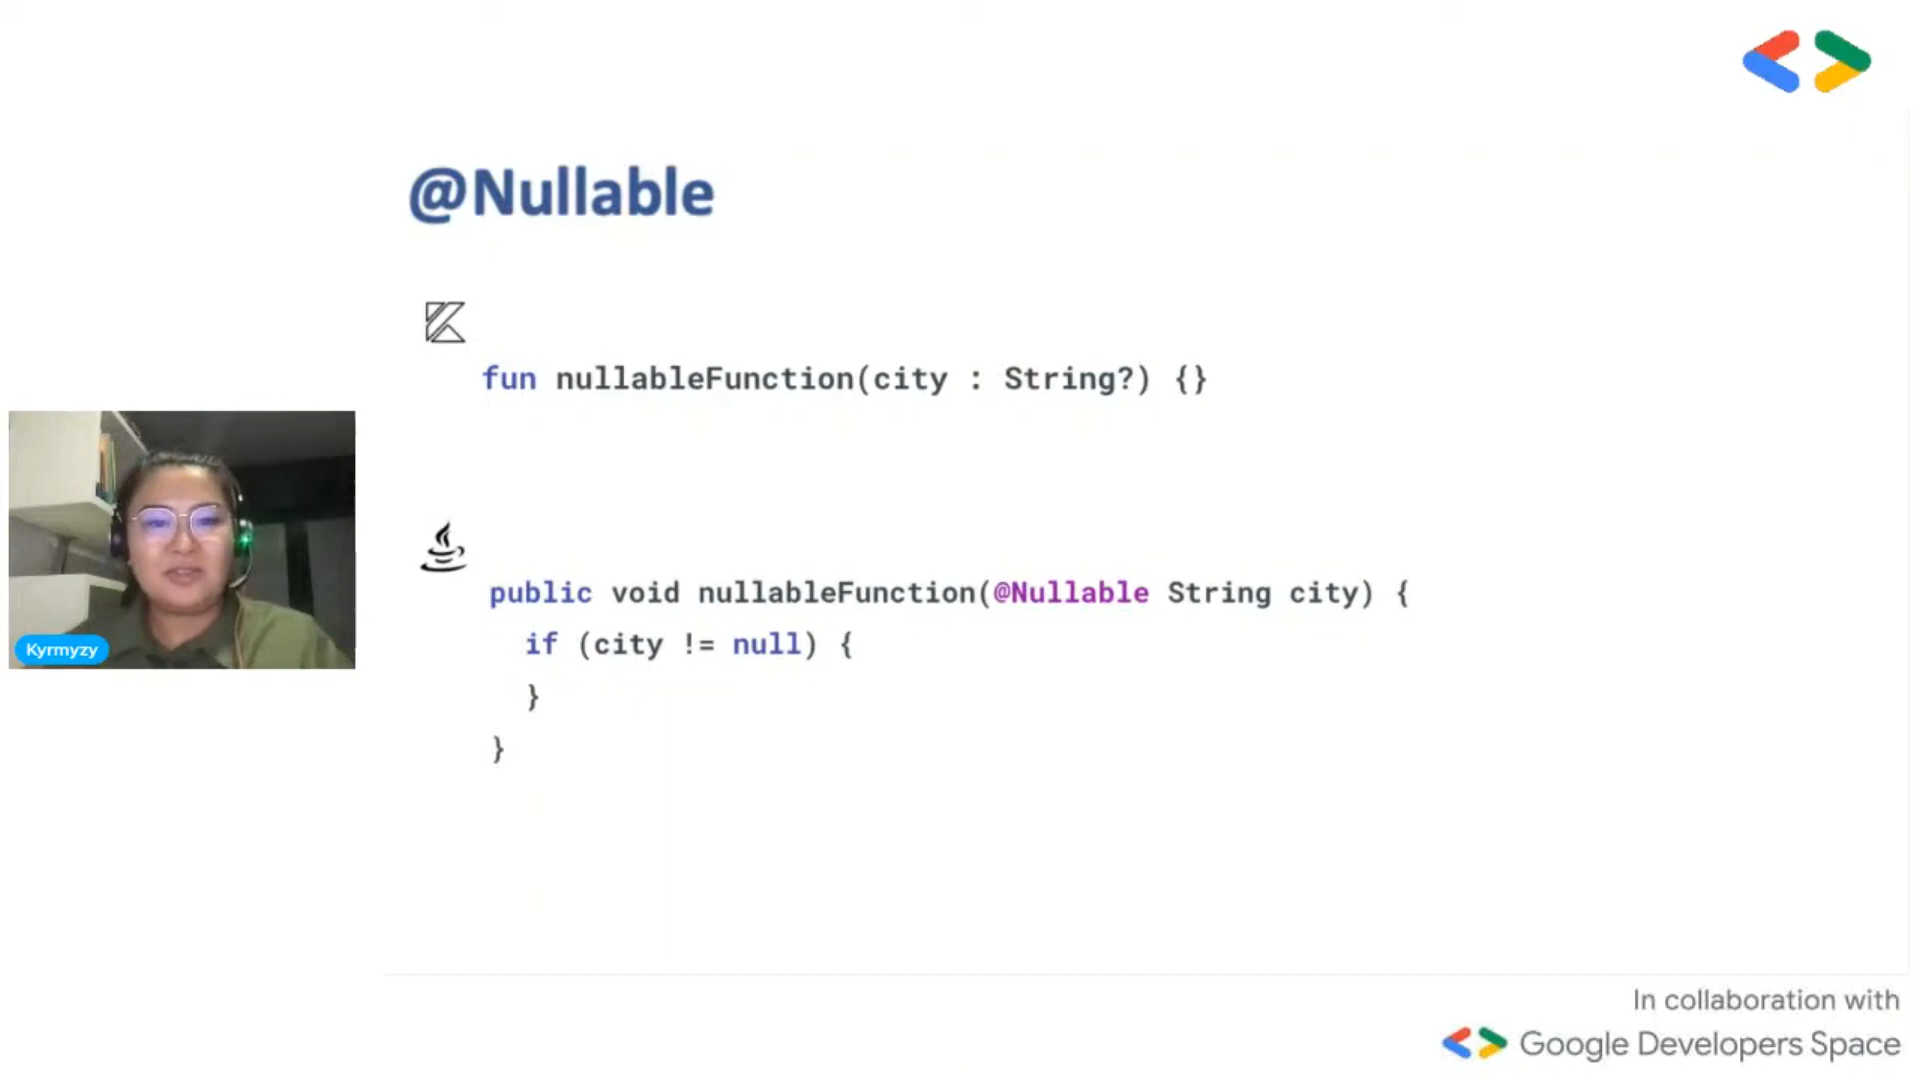 @Nullable
fun nullableFunction(city : String?) {}
public void nullableFunction(@Nullable String city) {
if (city != null) {
}
}
Kyrmyzy
In collaboration with
Google Developers Space